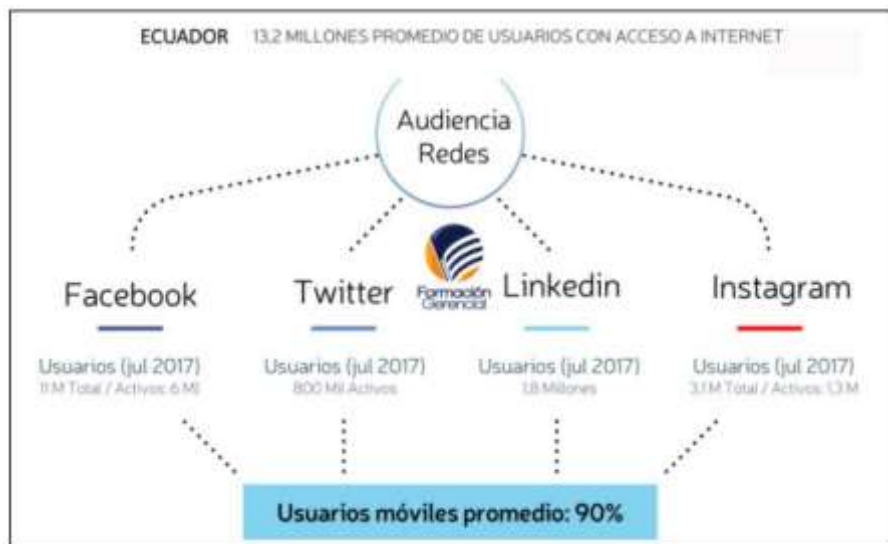 ECUADOR 13,2 MILLONES PROMEDIO DE USUARIOS CON ACCESO A INTERNET
Audiencia
Redes
Facebook
Twitter
Linkedin
Instagram
Formación
Gerencial
Usuarios (jul 2017)
11 M Total / Activos: 6 Ml
Usuarios (jul 2017)
800 Mil Activos
Usuarios (jul 2017)
1,8 Millones
Usuarios (jul 2017)
3,1 M Total / Activos: 1,3 M
Usuarios móviles promedio: 90%